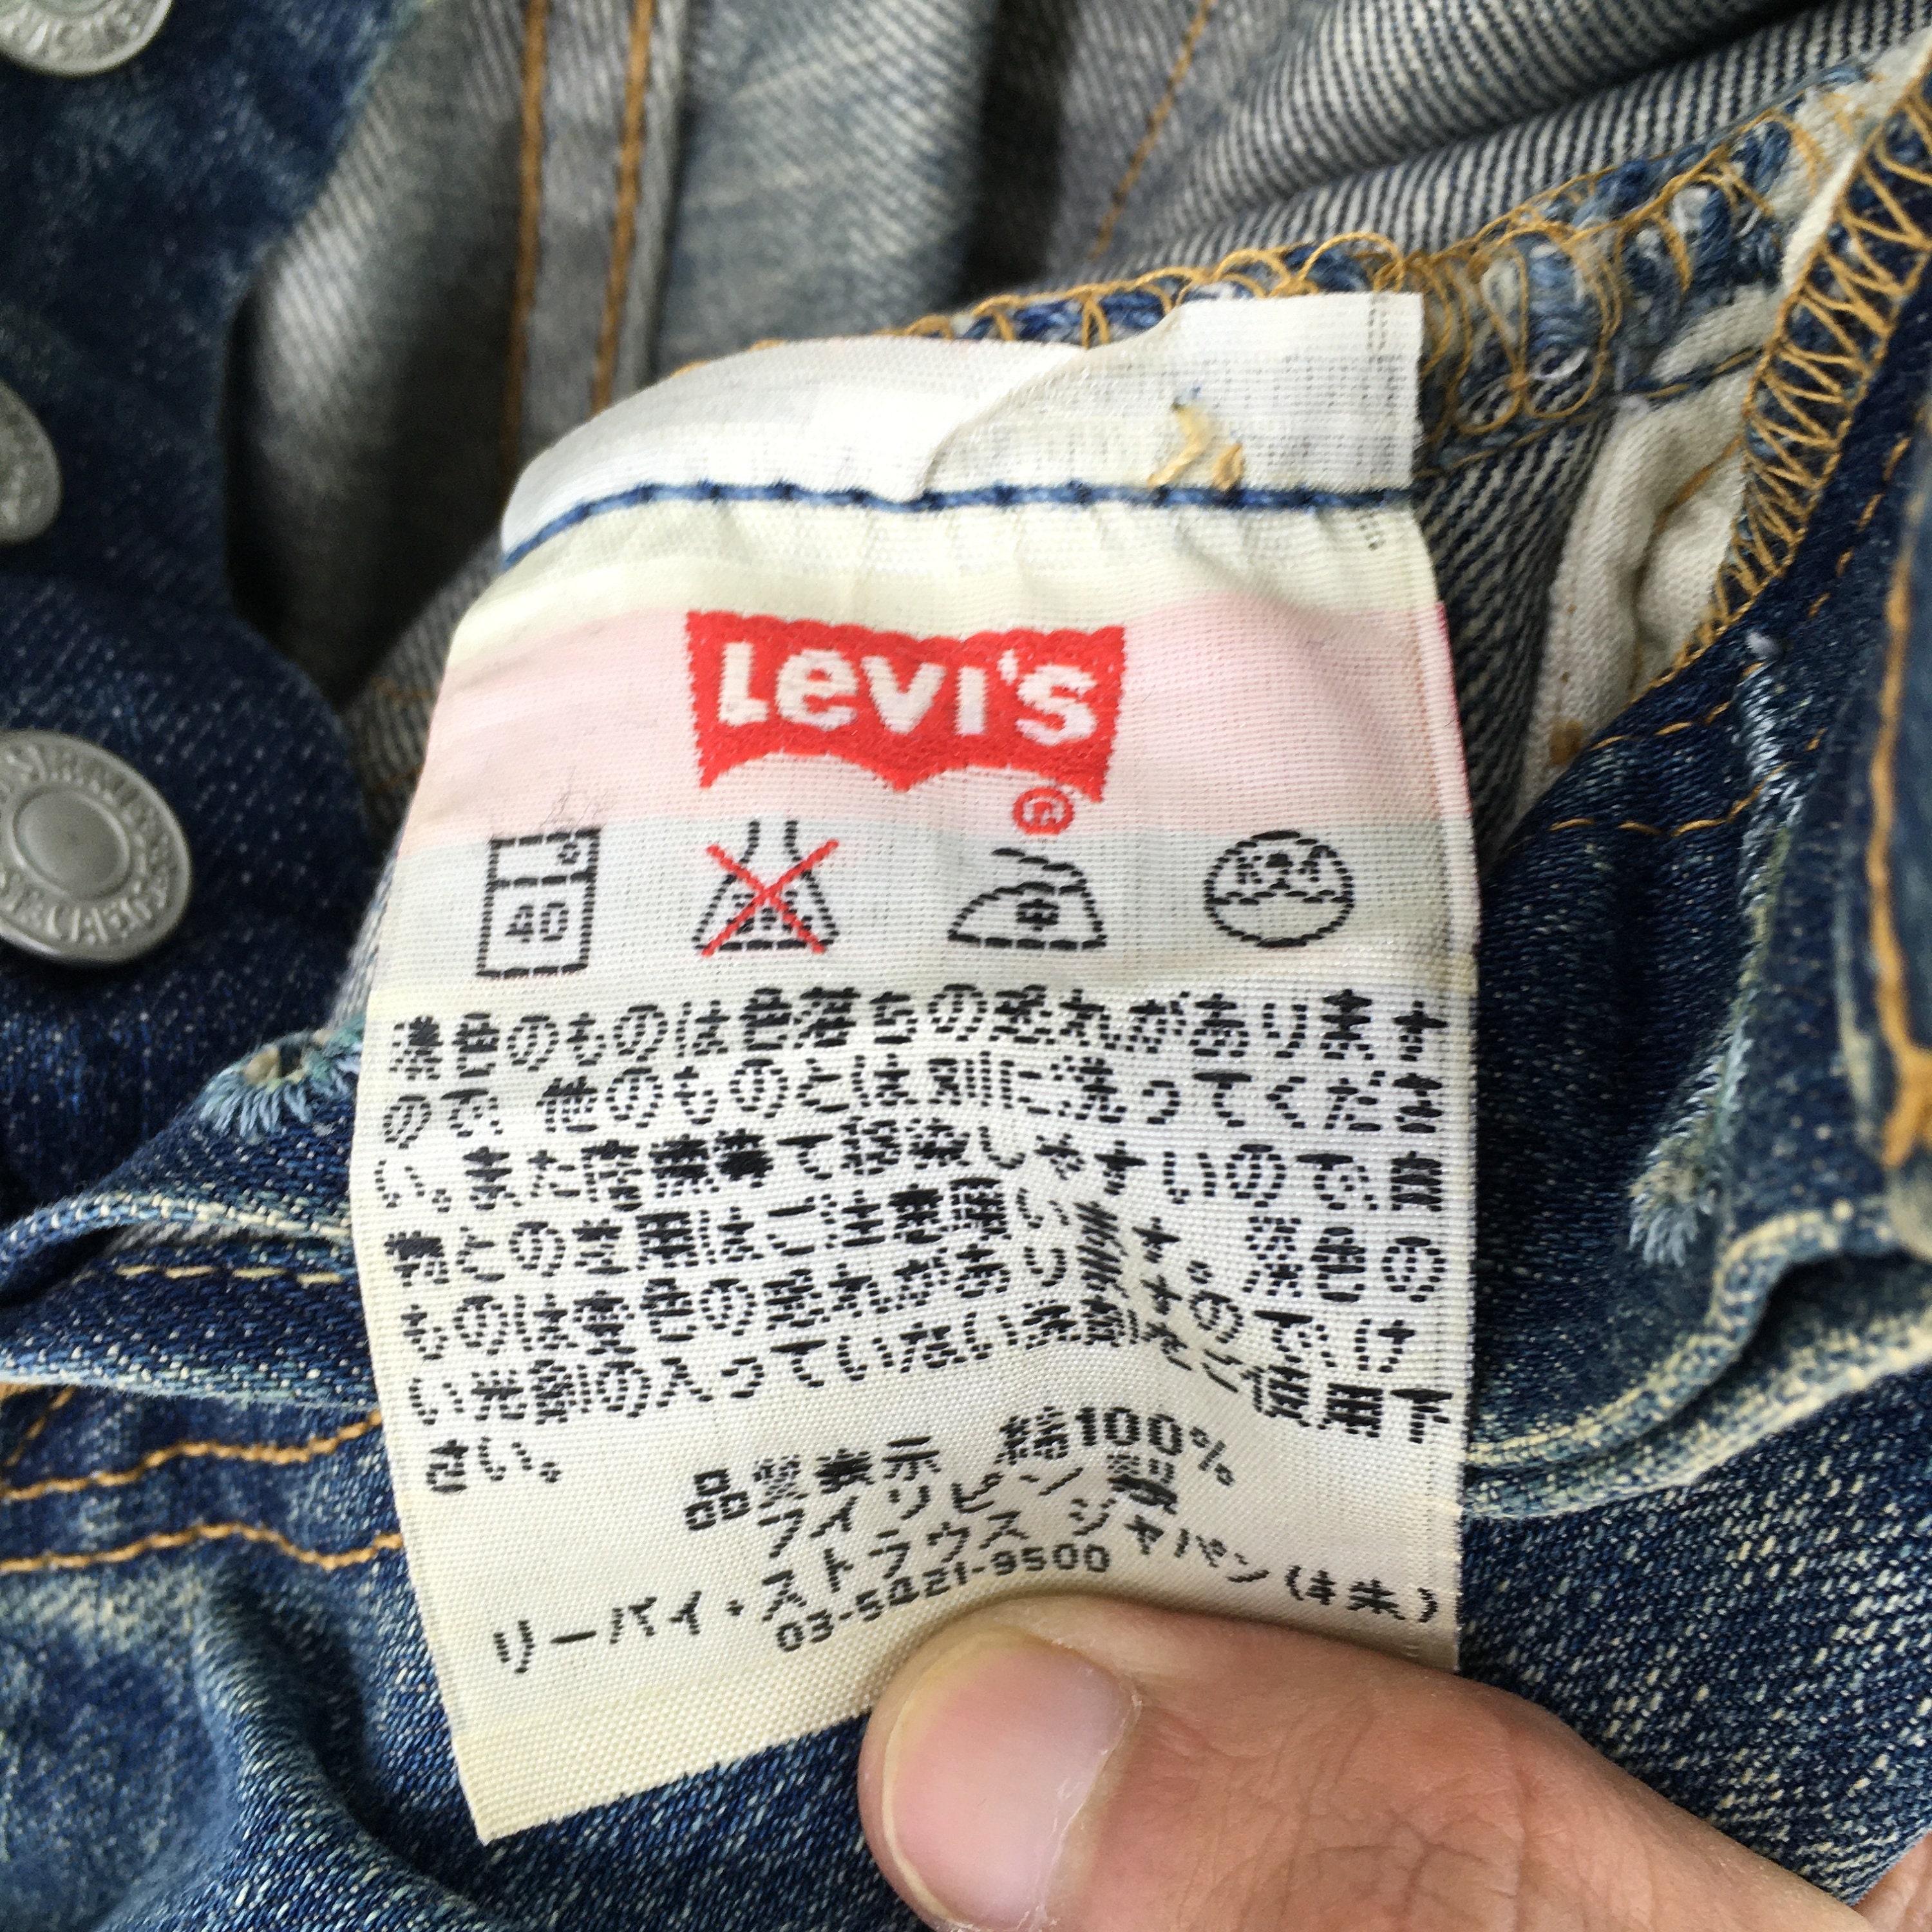 LEVI'S
®
40
中
濃色のものは色落ちの恐れがあります
ので、他のものとは別に洗ってくださ
い。また摩擦等で移染しやすいので、着
用はご注意願います。淡色の
ものは変色の恐れがありますので、け
い光剤の入っていない洗剤をご使用下
さい。
品質表示 綿100%
フィリピン製
リーバイ・ストラウス ジャパン(株)
03-5421-9500